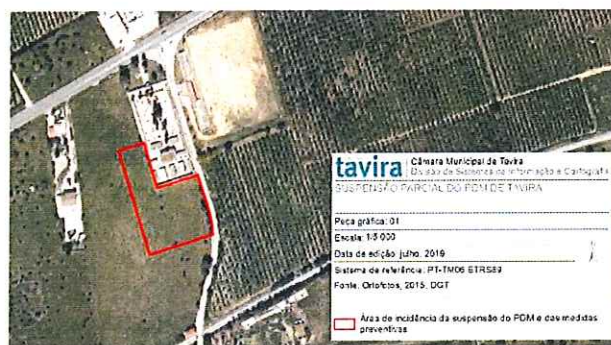 tavira Câmara Municipal de Tavira
Divisão de Sistemas de Informação e Cartografia
SUSPENSÃO PARCIAL DO PDM DE TAVIRA
Peça gráfica: 01
Escala: 1:5 000
Data de edição: julho, 2019
Sistema de referência: PT-TM06 ETRS89
Fonte: Ortofotos, 2015, DGT
Área de incidência da suspensão do PDM e das medidas
preventivas